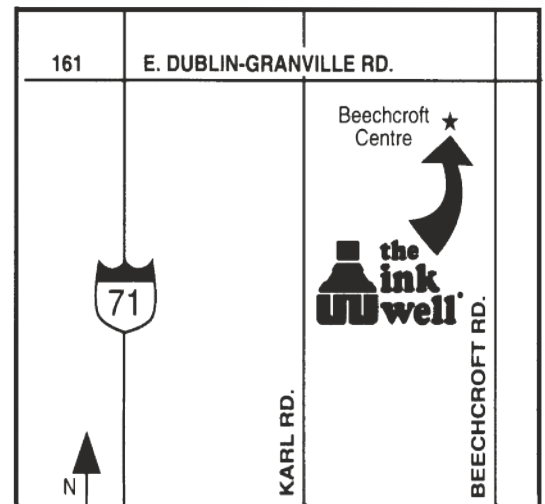 161 E. DUBLIN-GRANVILLE RD.
Beechcroft
Centre
the
ink
well
71
KARL RD.
BEECHCROFT RD.
N